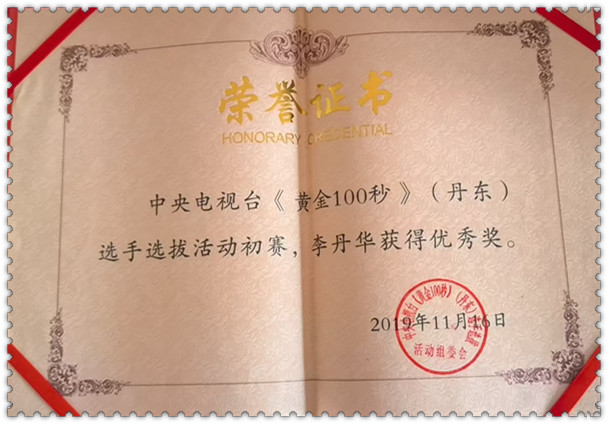 荣誉证书
HONORARY CREDENTIAL
中央电视台《黄金100秒》（丹东）
选手选拔活动初赛，李丹华获得优秀奖。
2019年11月16日
活动组委会